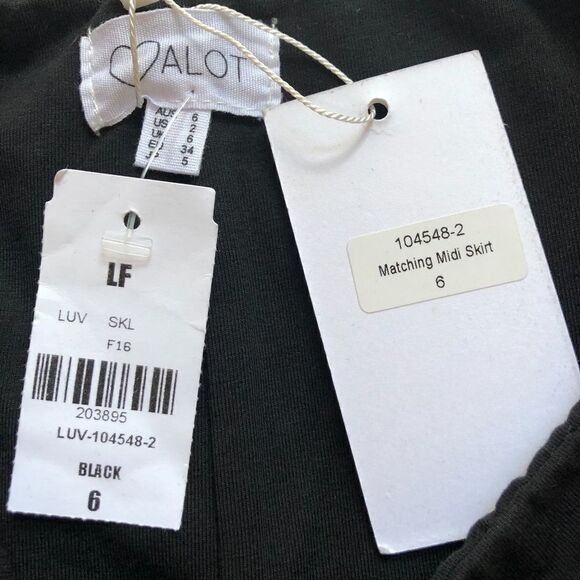 ♡ALOT
AUS 6
US 2
UK 6
EU 34
JP 5
LF
LUV SKL
F16
203895
LUV-104548-2
BLACK
6
104548-2
Matching Midi Skirt
6